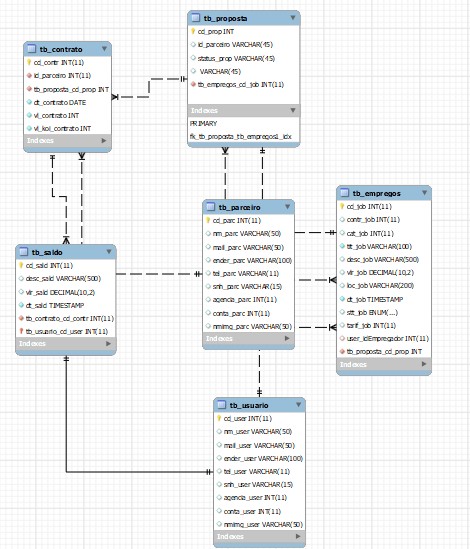 tb_proposta
cd_prop INT
id_parceiro VARCHAR(45)
status_prop VARCHAR(45)
VARCHAR(45)
tb_empregos_cd_job INT(11)
Indexes
PRIMARY
fk_tb_proposta_tb_empregos1_idx
tb_contrato
cd_contr INT(11)
id_parceiro INT(11)
tb_proposta_cd_prop INT
dt_contrato DATE
vl_contrato INT
vl_koi_contrato INT
Indexes
tb_parceiro
cd_parc INT(11)
nm_parc VARCHAR(50)
mail_parc VARCHAR(50)
ender_parc VARCHAR(100)
tel_parc VARCHAR(11)
snh_parc VARCHAR(15)
agencia_parc INT(11)
conta_parc INT(11)
nmimg_parc VARCHAR(50)
Indexes
tb_empregos
cd_job INT(11)
contr_job INT(11)
cat_job INT(11)
ttl_job VARCHAR(100)
desc_job VARCHAR(500)
vlr_job DECIMAL(10,2)
loc_job VARCHAR(200)
dt_job TIMESTAMP
stt_job ENUM(...)
tarif_job INT(11)
user_idEmpregador INT(11)
tb_proposta_cd_prop INT
Indexes
tb_saldo
cd_sald INT(11)
desc_sald VARCHAR(500)
vlr_sald DECIMAL(10,2)
dt_sald TIMESTAMP
tb_contrato_cd_contr INT(11)
tb_usuario_cd_user INT(11)
Indexes
tb_usuario
cd_user INT(11)
nm_user VARCHAR(50)
mail_user VARCHAR(50)
ender_user VARCHAR(100)
tel_user VARCHAR(11)
snh_user VARCHAR(15)
agencia_user INT(11)
conta_user INT(11)
nmimg_user VARCHAR(50)
Indexes